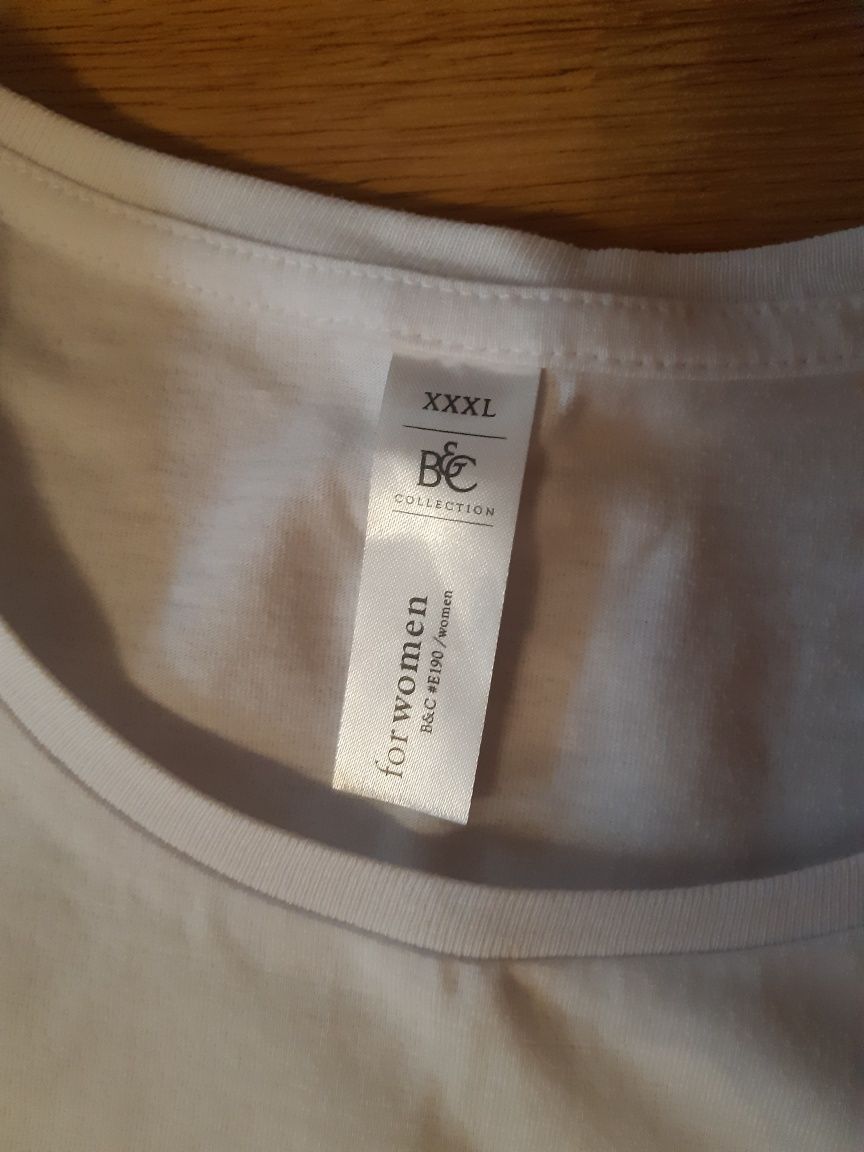 XXXL
B&C
COLLECTION
for women
B&C #E190 /women